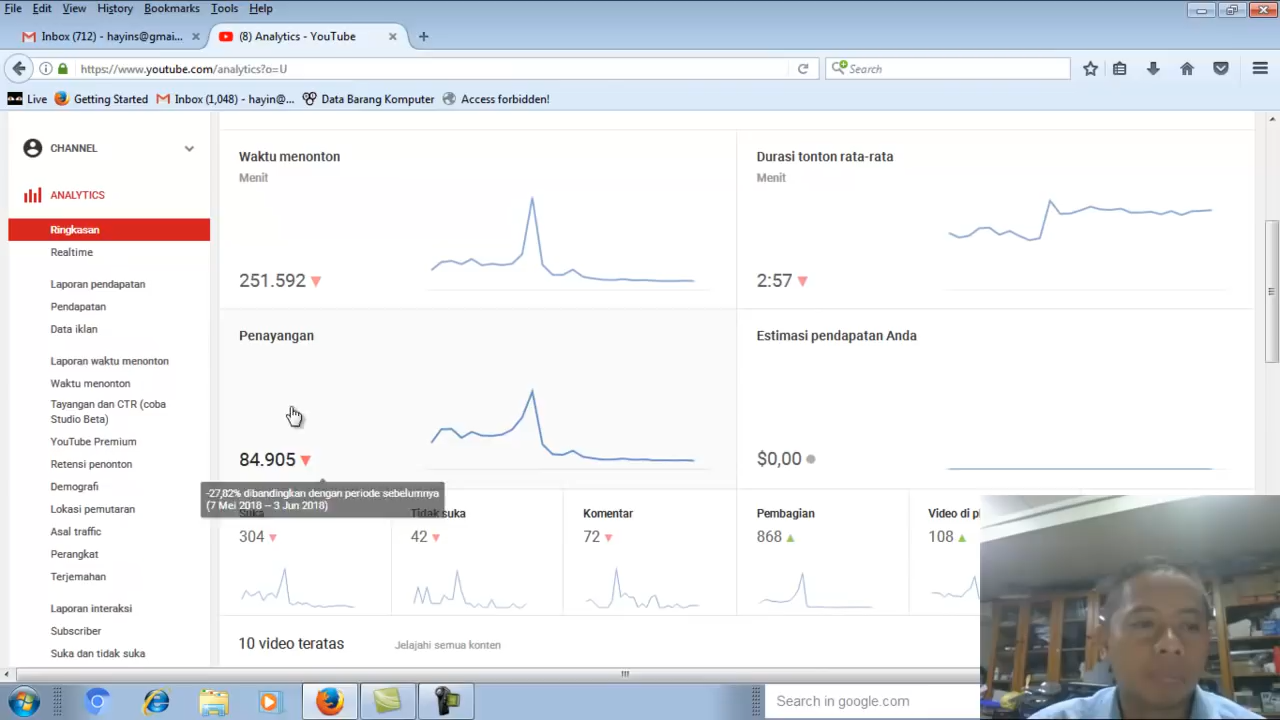 File Edit View History Bookmarks Tools Help
Inbox (712) - hayins@gmai...
(8) Analytics - YouTube
https://www.youtube.com/analytics?o=U
Search
Live
Getting Started
Inbox (1,048) - hayin@...
Data Barang Komputer
Access forbidden!
CHANNEL
ANALYTICS
Ringkasan
Realtime
Laporan pendapatan
Pendapatan
Data iklan
Laporan waktu menonton
Waktu menonton
Tayangan dan CTR (coba
Studio Beta)
YouTube Premium
Retensi penonton
Demografi
Lokasi pemutaran
Asal traffic
Perangkat
Terjemahan
Laporan interaksi
Subscriber
Suka dan tidak suka
Waktu menonton
Menit
251.592
Durasi tonton rata-rata
Menit
2:57
Penayangan
84.905
Estimasi pendapatan Anda
$0,00
-27,82% dibandingkan dengan periode sebelumnya
(7 Mei 2018 – 3 Jun 2018)
304
suka
42
Komentar
72
Pembagian
868
Video di
108
10 video teratas
Jelajahi semua konten
Search in google.com